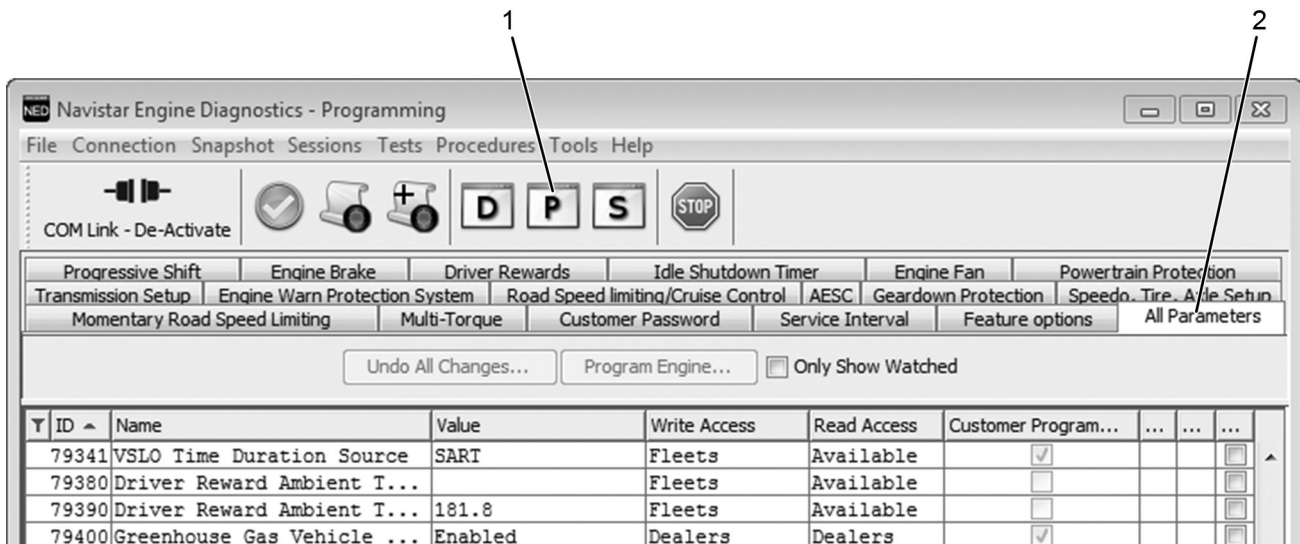 1 2
NED Navistar Engine Diagnostics - Programming
File Connection Snapshot Sessions Tests Procedures Tools Help
D P S STOP
COM Link - De-Activate
Progressive Shift Engine Brake Driver Rewards Idle Shutdown Timer Engine Fan Powertrain Protection
Transmission Setup Engine Warn Protection System Road Speed limiting/Cruise Control AESC Geardown Protection Speedo, Tire, Axle Setup
Momentary Road Speed Limiting Multi-Torque Customer Password Service Interval Feature options All Parameters
Undo All Changes... Program Engine... Only Show Watched
T ID Name Value Write Access Read Access Customer Program... ... ... ...
79341 VSLO Time Duration Source SART Fleets Available
79380 Driver Reward Ambient T... Fleets Available
79390 Driver Reward Ambient T... 181.8 Fleets Available
79400 Greenhouse Gas Vehicle ... Enabled Dealers Dealers